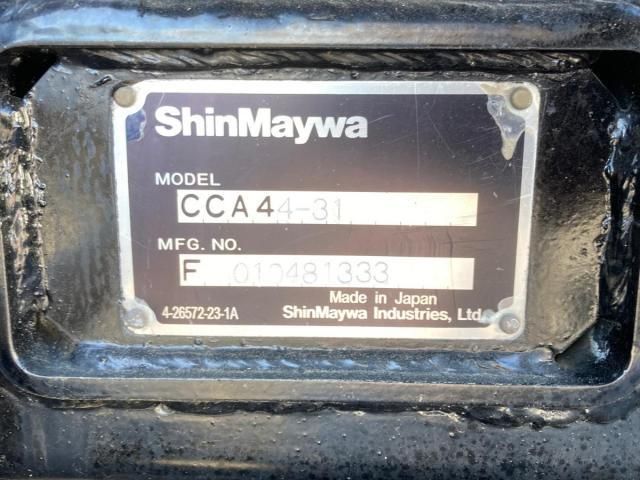 ShinMaywa
MODEL
CCA44-31
MFG. NO.
F 010481333
Made in Japan
4-26572-23-1A ShinMaywa Industries, Ltd.